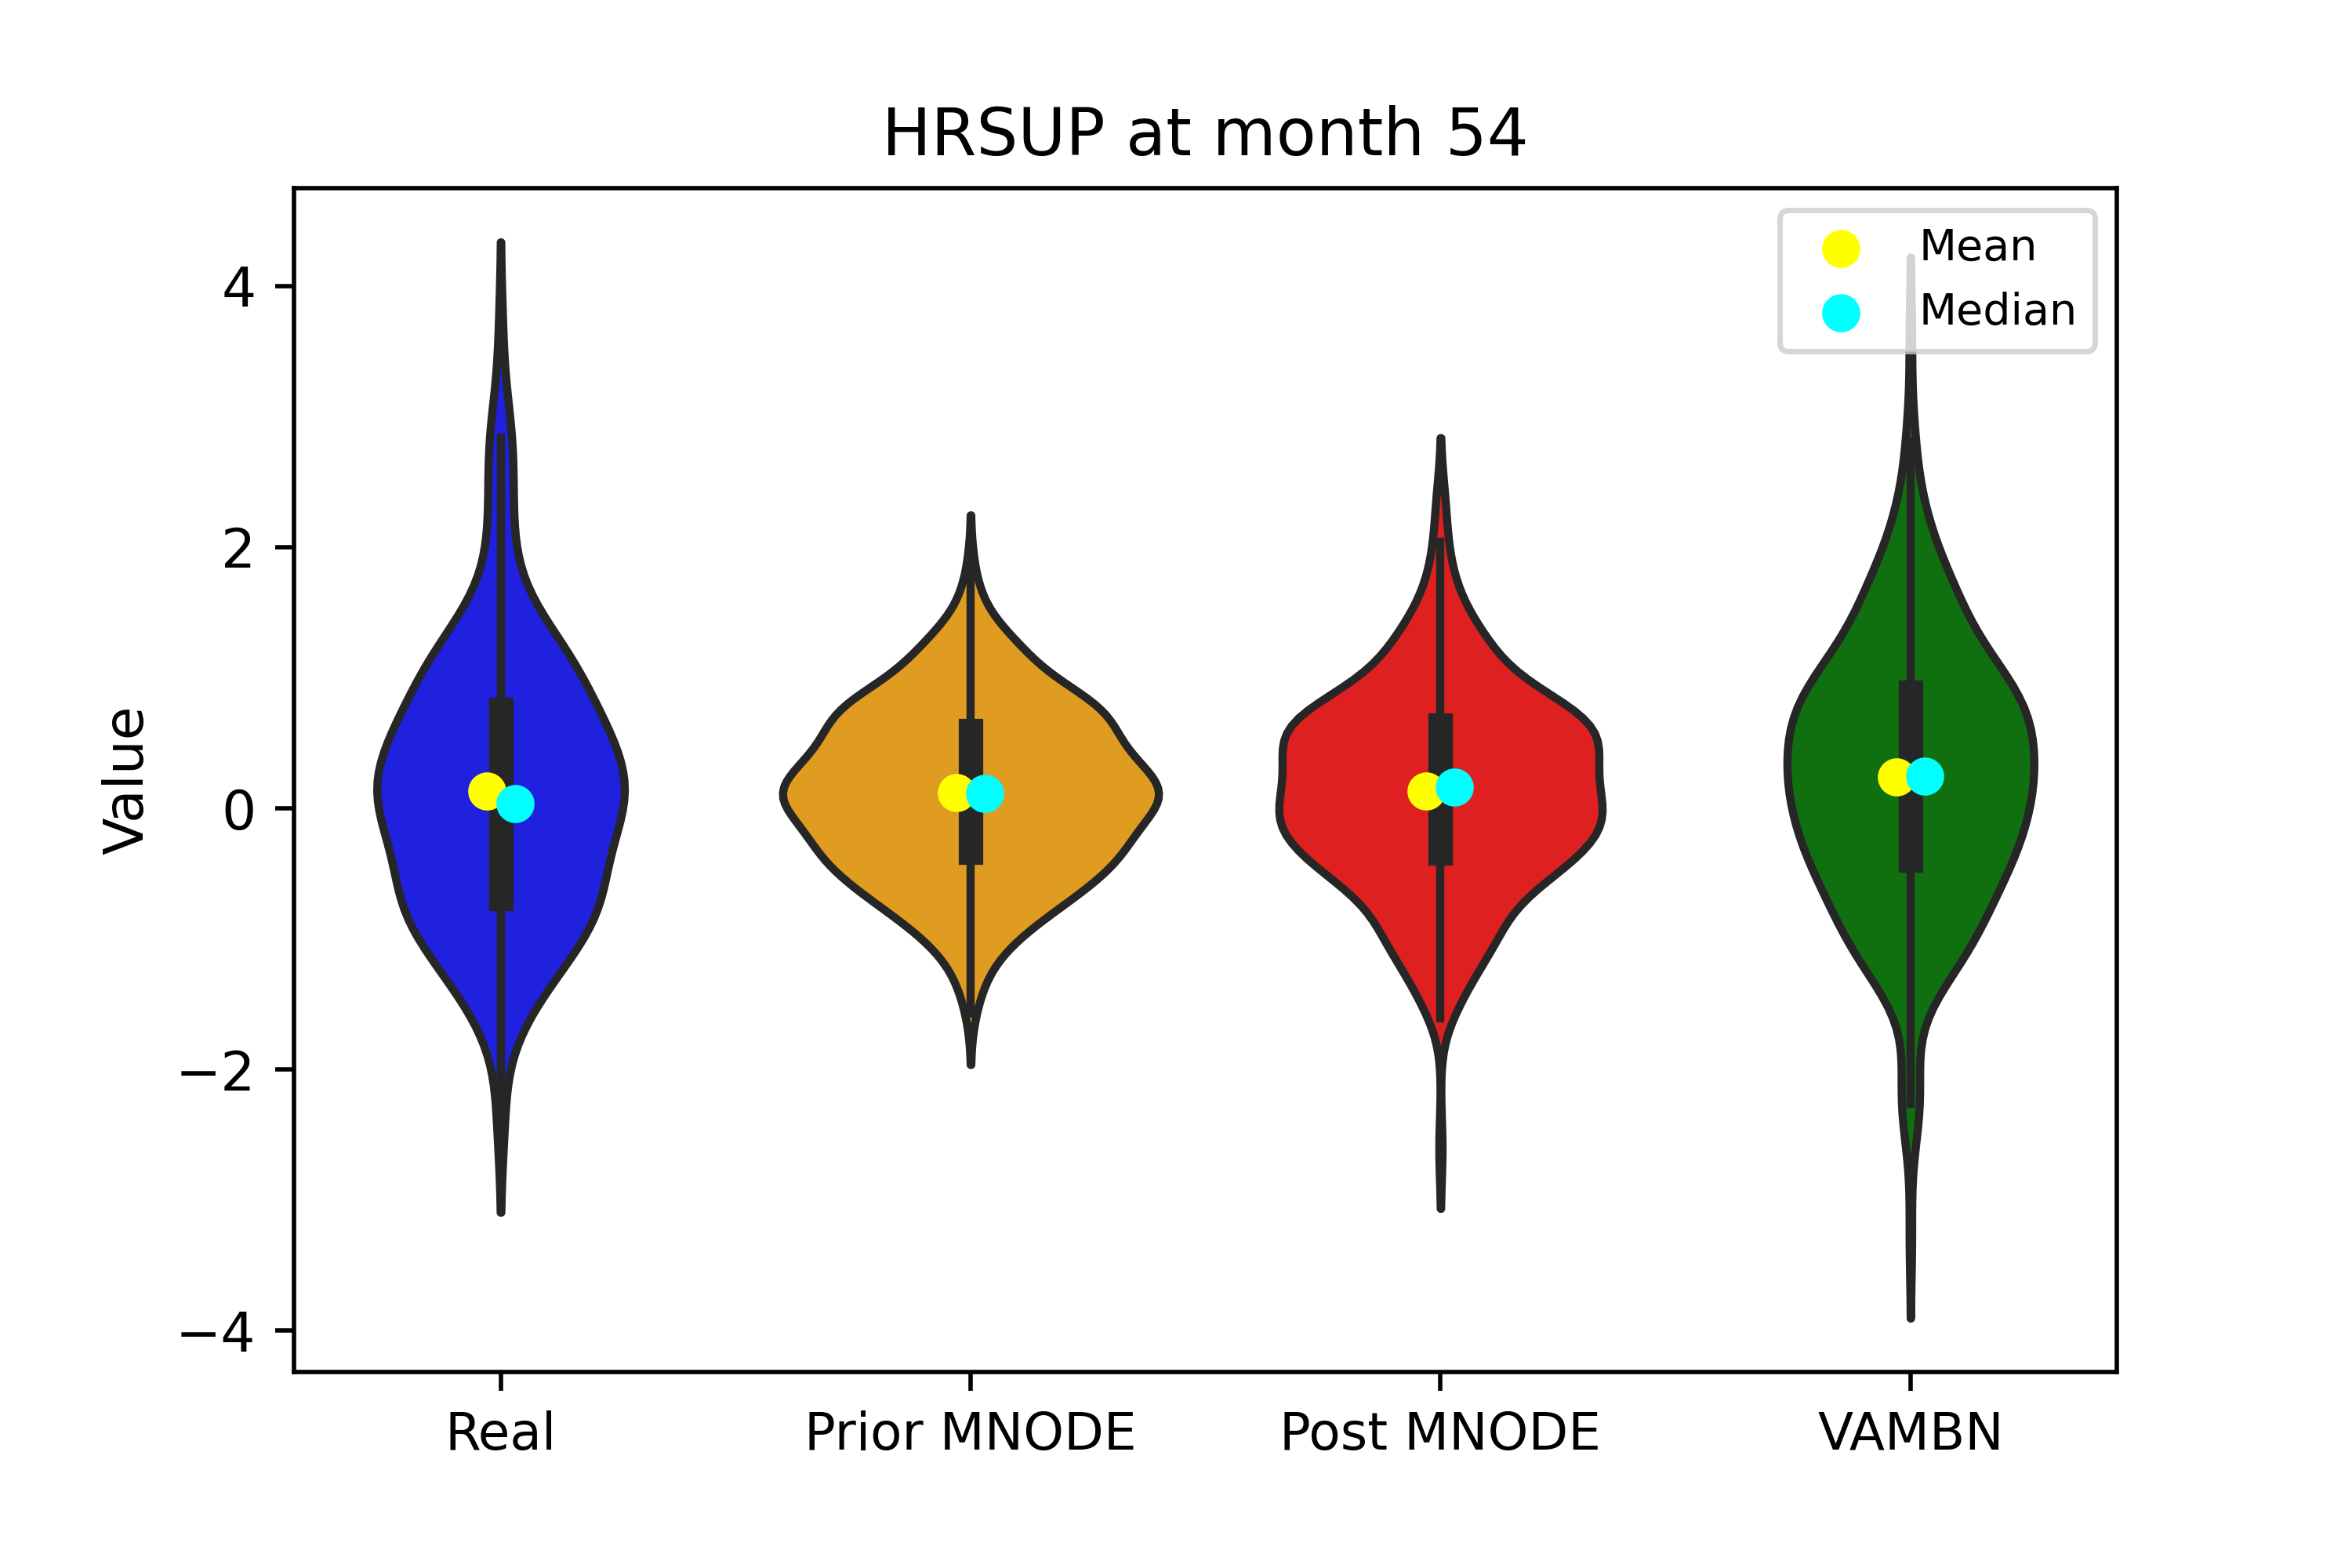 HRSUP at month 54
Mean
Median
4
2
0
−2
−4
Value
Real
Prior MNODE
Post MNODE
VAMBN